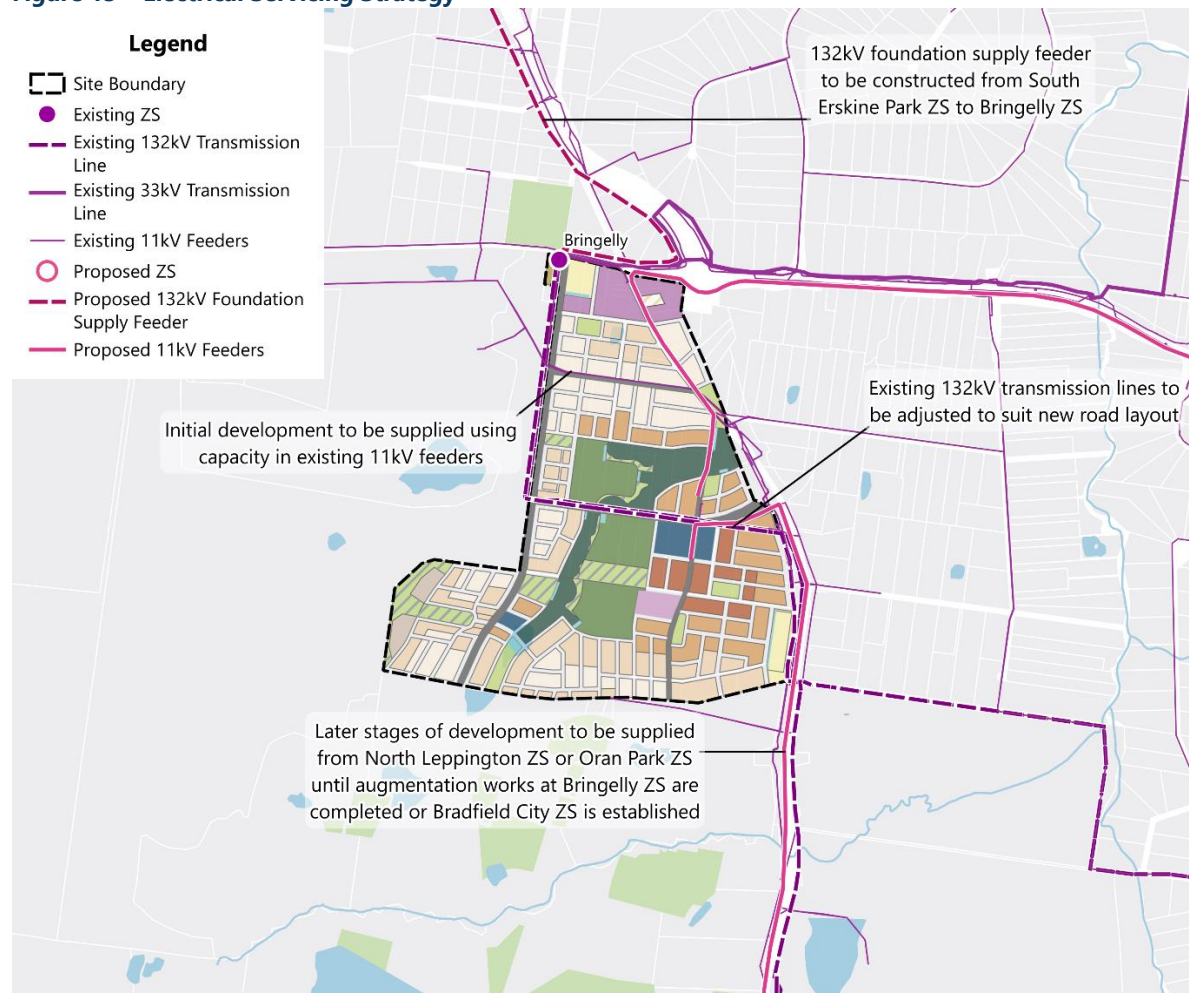 Legend
Site Boundary
Existing ZS
Existing 132kV Transmission
Line
Existing 33kV Transmission
Line
Existing 11kV Feeders
Proposed ZS
Proposed 132kV Foundation
Supply Feeder
Proposed 11kV Feeders
132kV foundation supply feeder
to be constructed from South
Erskine Park ZS to Bringelly ZS
Bringelly
Existing 132kV transmission lines to
be adjusted to suit new road layout
Initial development to be supplied using
capacity in existing 11kV feeders
Later stages of development to be supplied
from North Leppington ZS or Oran Park ZS
until augmentation works at Bringelly ZS are
completed or Bradfield City ZS is established